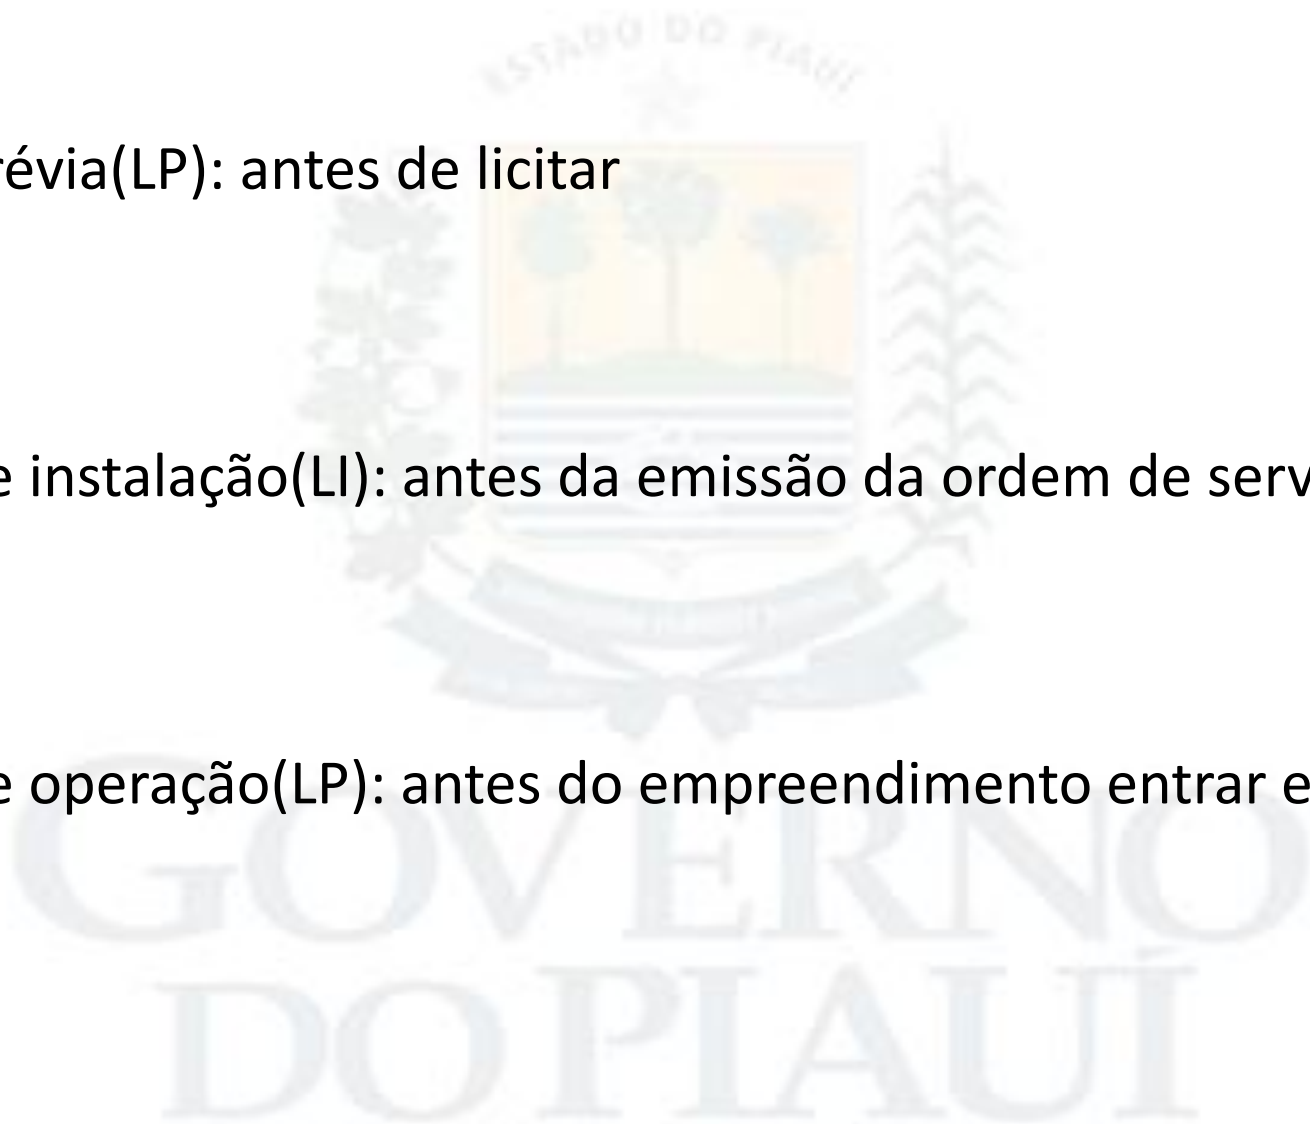 ESTADO DO PIAUÍ
révia(LP): antes de licitar
e instalação(LI): antes da emissão da ordem de serv
e operação(LP): antes do empreendimento entrar e
GOVERNO
DO PIAUÍ